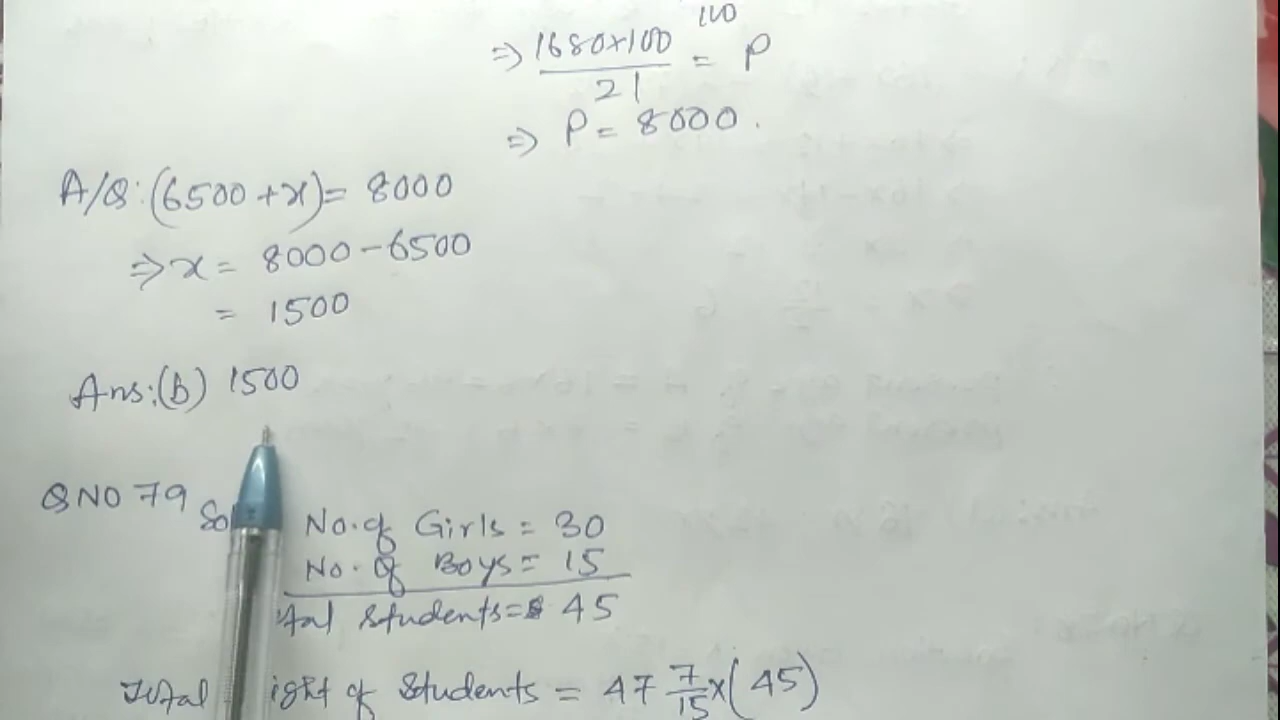 100
⇒ 1680×100/21 = P
⇒ P = 8000.
A/Q: (6500+x)= 8000
⇒ x = 8000-6500
= 1500
Ans:(b) 1500
QNO 79
No. of Girls = 30
No. of Boys = 15
Students= 45
of Students = 47 7/15×(45)